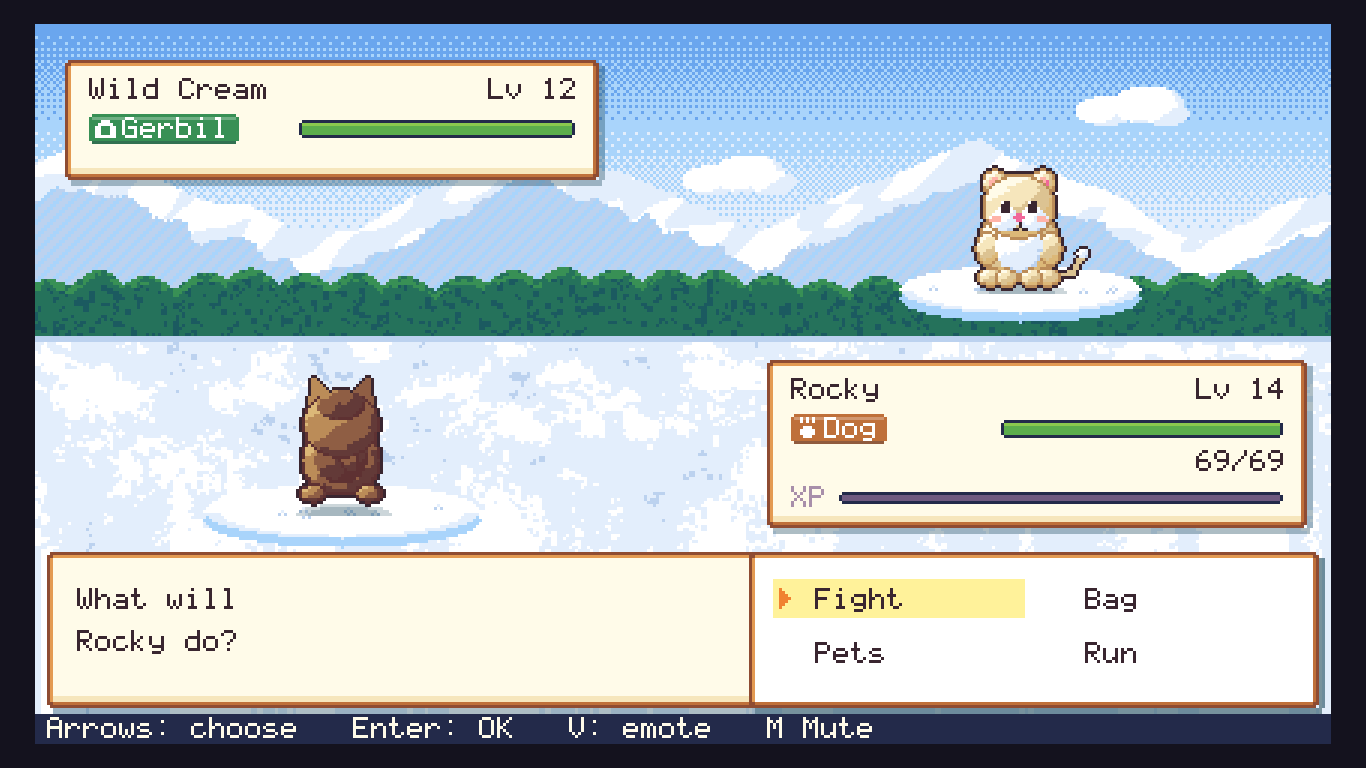 Wild Cream Lv 12
Gerbil
Rocky Lv 14
Dog
69/69
XP
What will
Rocky do?
Fight Bag
Pets Run
Arrows: choose Enter: OK V: emote M Mute